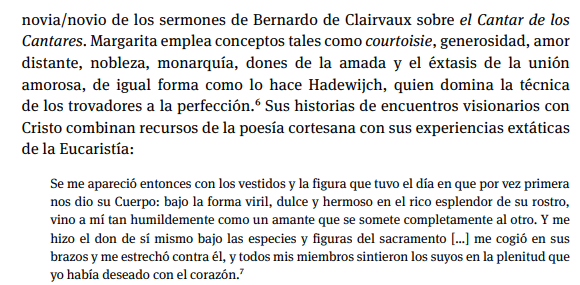 novia/novio de los sermones de Bernardo de Clairvaux sobre el Cantar de los
Cantares. Margarita emplea conceptos tales como courtoisie, generosidad, amor
distante, nobleza, monarquía, dones de la amada y el éxtasis de la unión
amorosa, de igual forma como lo hace Hadewijch, quien domina la técnica
de los trovadores a la perfección.⁶ Sus historias de encuentros visionarios con
Cristo combinan recursos de la poesía cortesana con sus experiencias extáticas
de la Eucaristía:
Se me apareció entonces con los vestidos y la figura que tuvo el día en que por vez primera
nos dio su Cuerpo: bajo la forma viril, dulce y hermoso en el rico esplendor de su rostro,
vino a mí tan humildemente como un amante que se somete completamente al otro. Y me
hizo el don de sí mismo bajo las especies y figuras del sacramento [...] me cogió en sus
brazos y me estrechó contra él, y todos mis miembros sintieron los suyos en la plenitud que
yo había deseado con el corazón.⁷